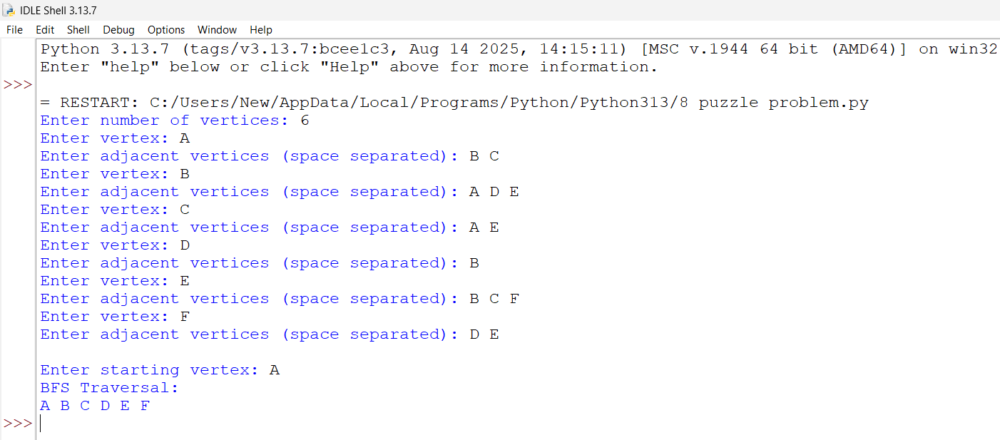 IDLE Shell 3.13.7
File Edit Shell Debug Options Window Help
Python 3.13.7 (tags/v3.13.7:bcee1c3, Aug 14 2025, 14:15:11) [MSC v.1944 64 bit (AMD64)] on win32
Enter "help" below or click "Help" above for more information.
>>>
= RESTART: C:/Users/New/AppData/Local/Programs/Python/Python313/8 puzzle problem.py
Enter number of vertices: 6
Enter vertex: A
Enter adjacent vertices (space separated): B C
Enter vertex: B
Enter adjacent vertices (space separated): A D E
Enter vertex: C
Enter adjacent vertices (space separated): A E
Enter vertex: D
Enter adjacent vertices (space separated): B
Enter vertex: E
Enter adjacent vertices (space separated): B C F
Enter vertex: F
Enter adjacent vertices (space separated): D E
Enter starting vertex: A
BFS Traversal:
A B C D E F
>>>